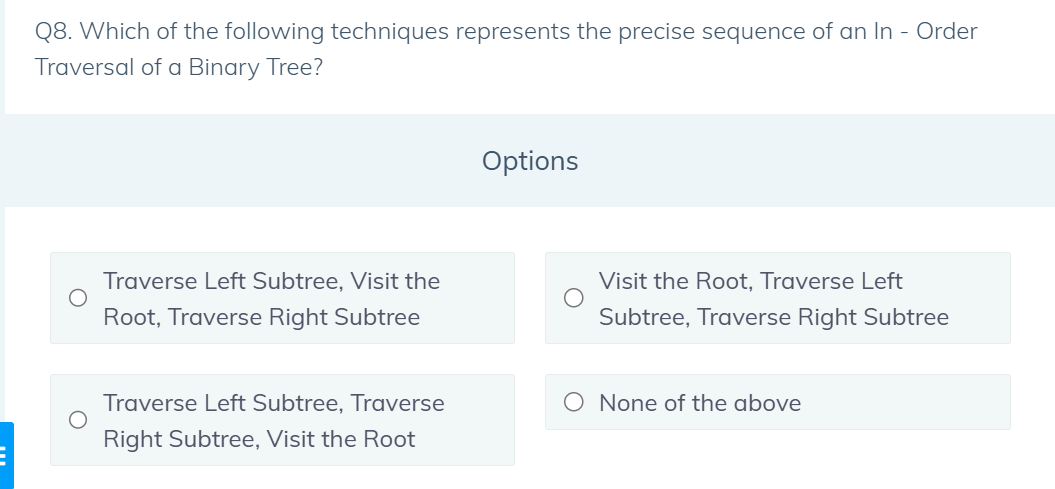 Q8. Which of the following techniques represents the precise sequence of an In - Order
Traversal of a Binary Tree?
Options
Traverse Left Subtree, Visit the
Root, Traverse Right Subtree
Visit the Root, Traverse Left
Subtree, Traverse Right Subtree
Traverse Left Subtree, Traverse
Right Subtree, Visit the Root
None of the above